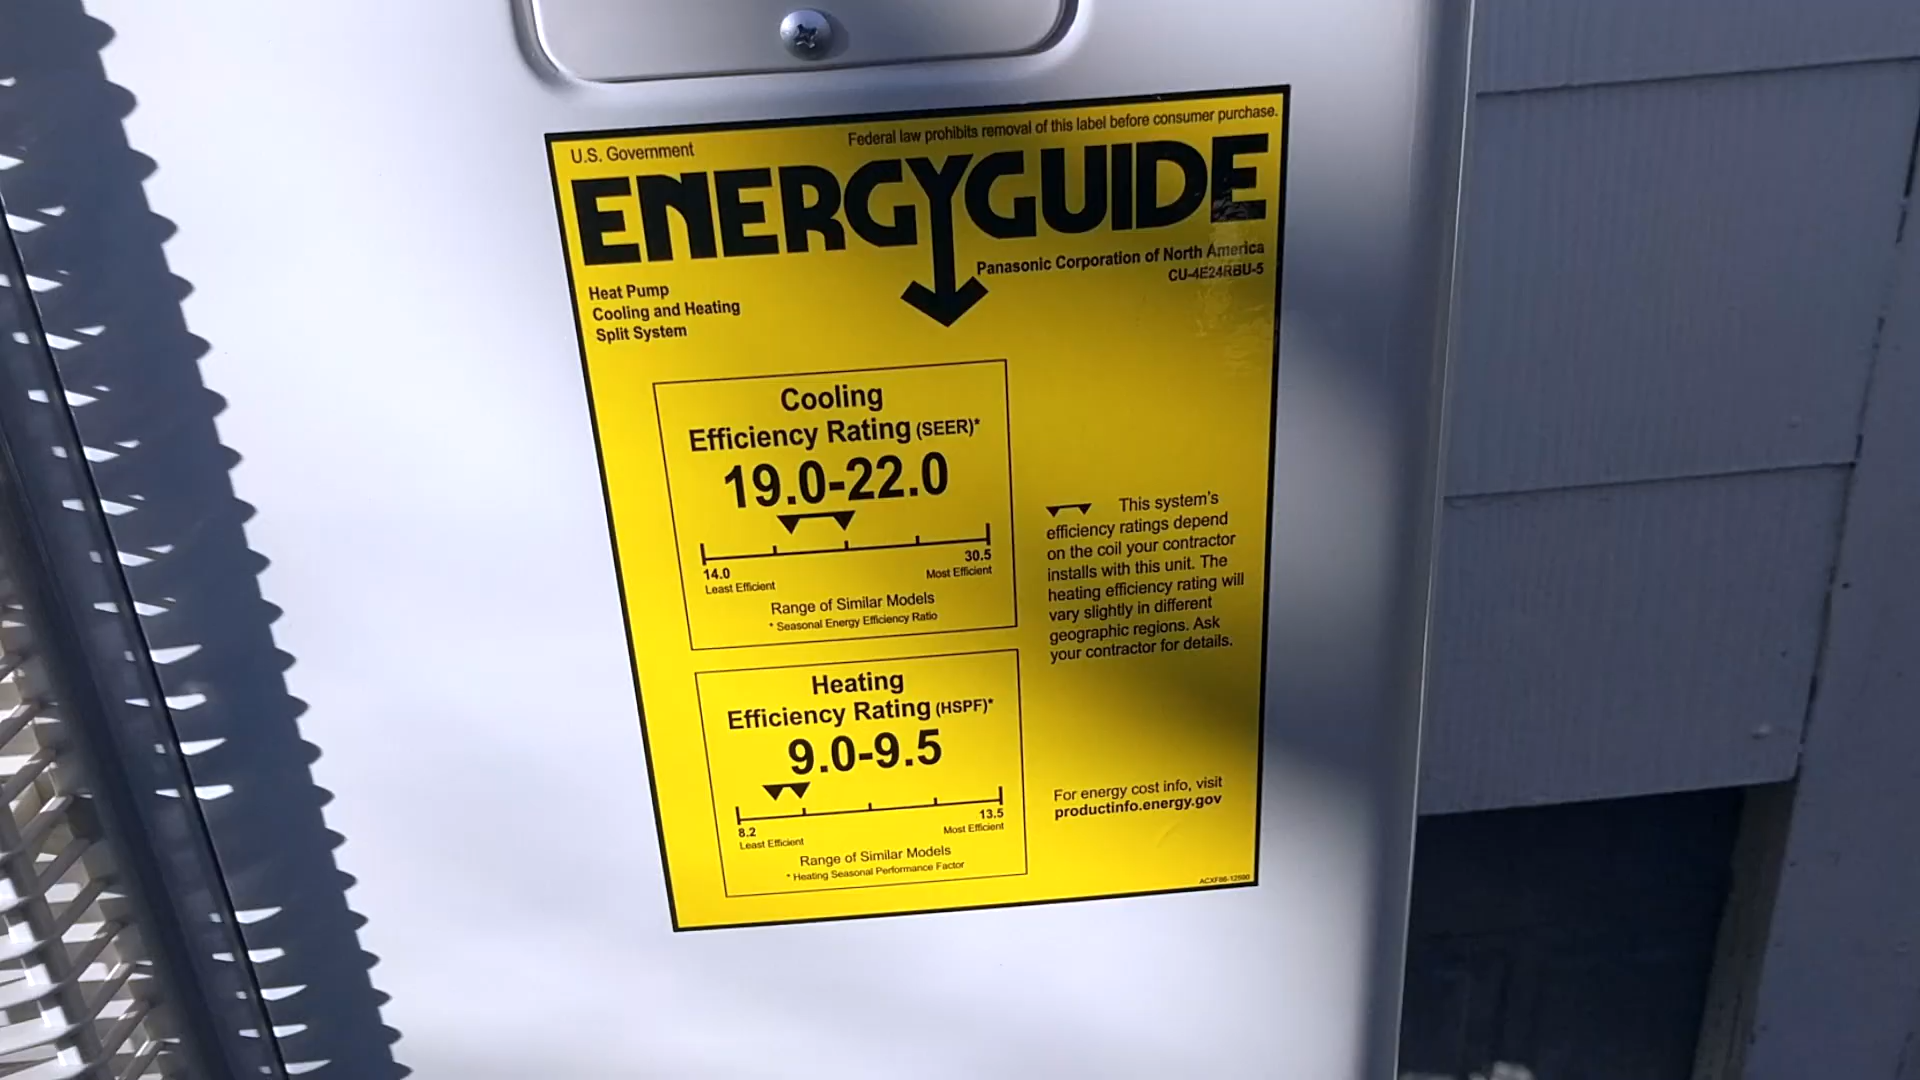 U.S. Government
Federal law prohibits removal of this label before consumer purchase.
ENERGYGUIDE
Heat Pump
Cooling and Heating
Split System
Panasonic Corporation of North America
CU-4E24RBU-5
Cooling
Efficiency Rating (SEER)*
19.0-22.0
14.0
Least Efficient
30.5
Most Efficient
Range of Similar Models
* Seasonal Energy Efficiency Ratio
This system's
efficiency ratings depend
on the coil your contractor
installs with this unit. The
heating efficiency rating will
vary slightly in different
geographic regions. Ask
your contractor for details.
Heating
Efficiency Rating (HSPF)*
9.0-9.5
8.2
Least Efficient
13.5
Most Efficient
Range of Similar Models
* Heating Seasonal Performance Factor
For energy cost info, visit
productinfo.energy.gov